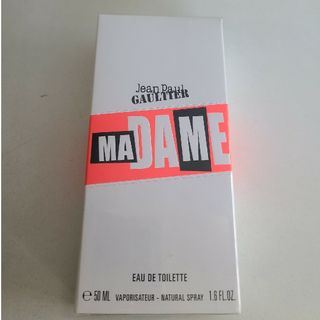 Jean Paul
GAULTIER
MADAME
EAU DE TOILETTE
℮ 50 ML VAPORISATEUR - NATURAL SPRAY 1.6 FL.OZ.